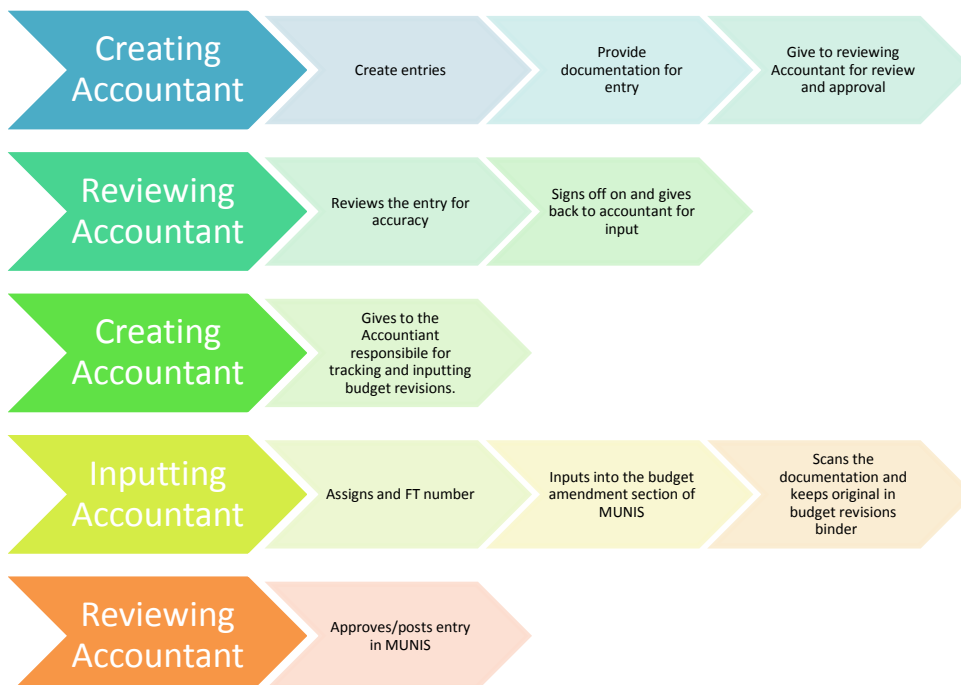 Creating
Accountant
Create entries
Provide
documentation for
entry
Give to reviewing
Accountant for review
and approval
Reviewing
Accountant
Reviews the entry for
accuracy
Signs off on and gives
back to accountant for
input
Creating
Accountant
Gives to the
Accountiant
responsibile for
tracking and inputting
budget revisions.
Inputting
Accountant
Assigns and FT number
Inputs into the budget
amendment section of
MUNIS
Scans the
documentation and
keeps original in
budget revisions
binder
Reviewing
Accountant
Approves/posts entry
in MUNIS